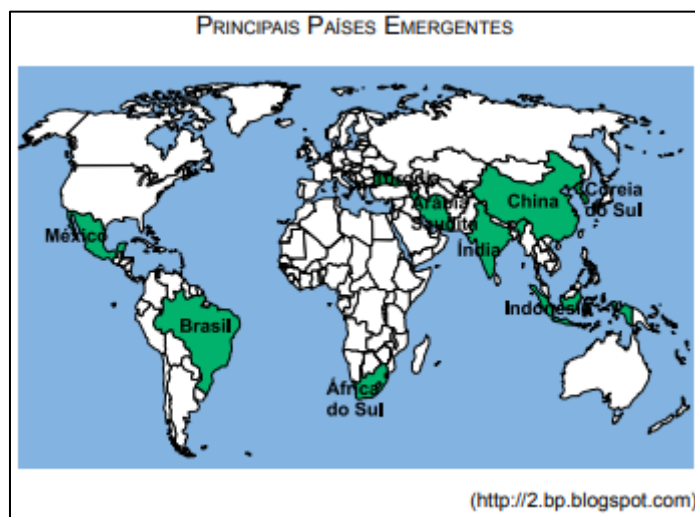 PRINCIPAIS PAÍSES EMERGENTES
Turquia
China
Coreia
do Sul
Arábia
Saudita
México
Índia
Indonésia
Brasil
África
do Sul
(http://2.bp.blogspot.com)